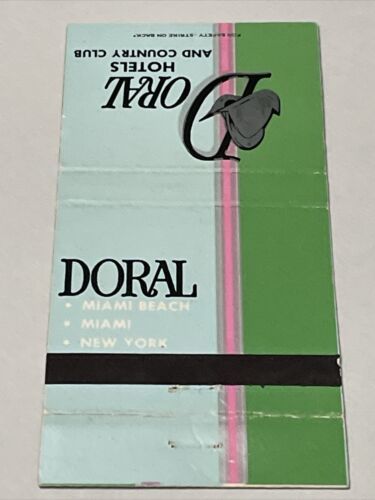 FOR SAFETY - STRIKE ON BACK
DORAL
HOTELS
AND COUNTRY CLUB
DORAL
• MIAMI BEACH
• MIAMI
• NEW YORK